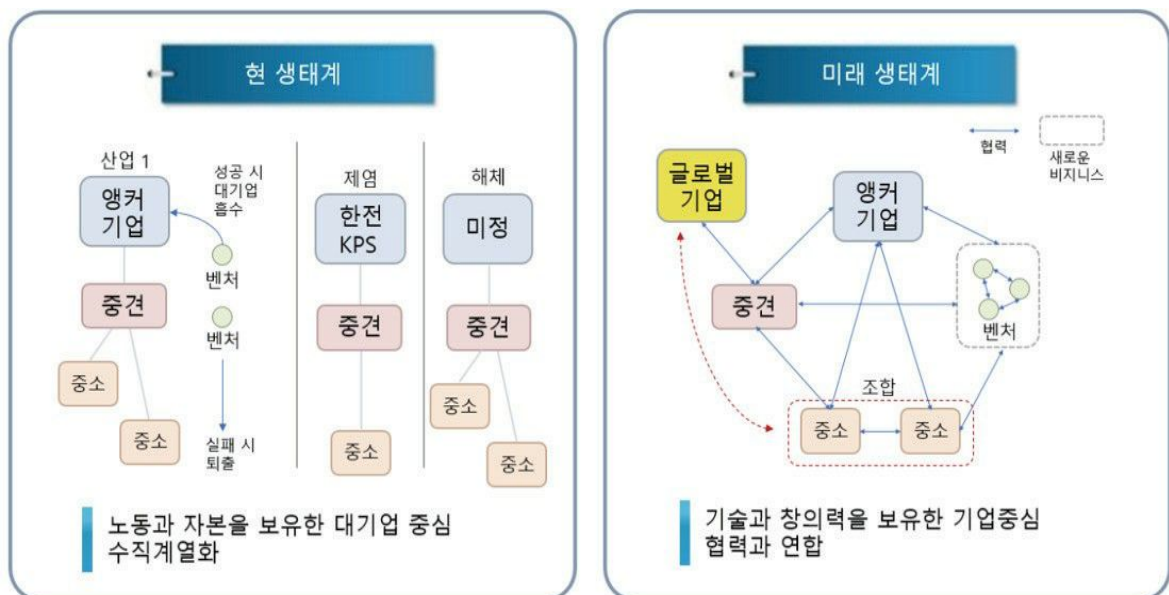 현 생태계
산업 1
앵커
기업
성공 시
대기업
흡수
벤처
벤처
중견
중소
중소
실패 시
퇴출
제염
한전
KPS
중견
중소
해체
미정
중견
중소
중소
노동과 자본을 보유한 대기업 중심
수직계열화
미래 생태계
협력
새로운
비지니스
글로벌
기업
앵커
기업
중견
벤처
조합
중소
중소
기술과 창의력을 보유한 기업중심
협력과 연합